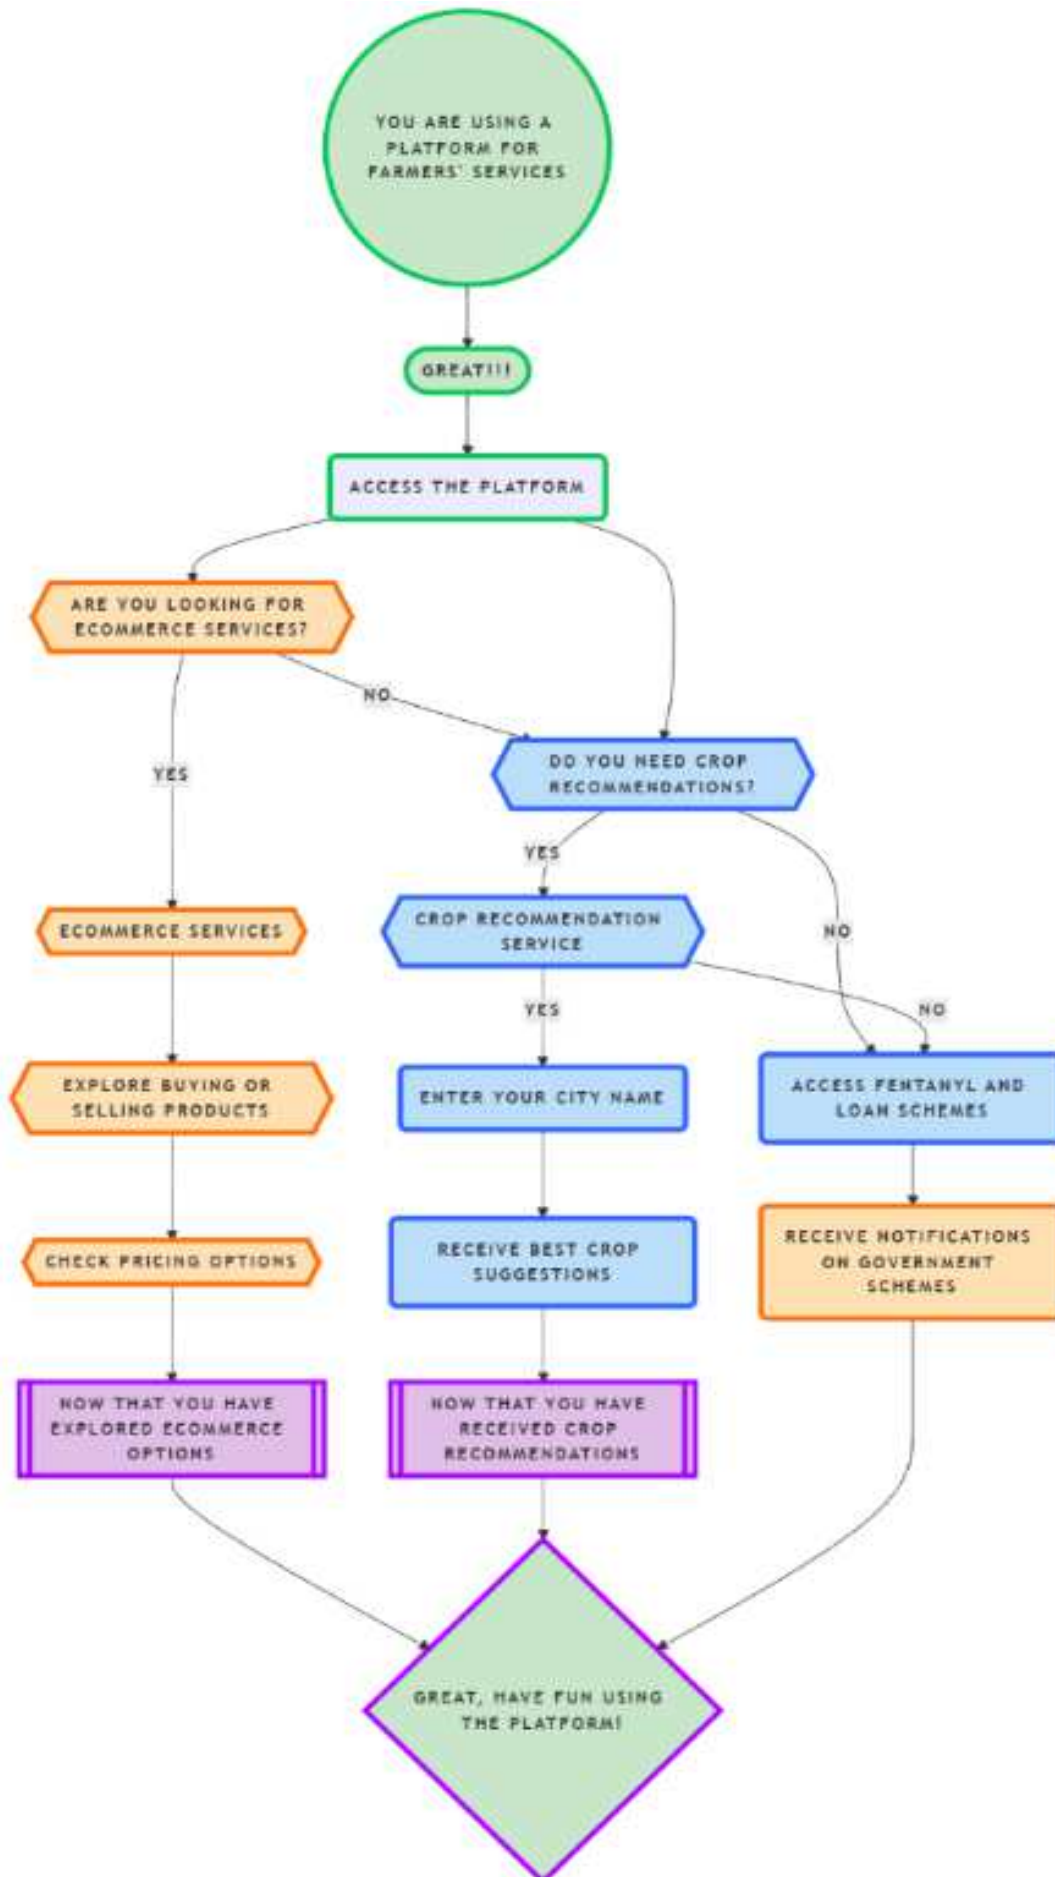 YOU ARE USING A
PLATFORM FOR
FARMERS' SERVICES
GREAT!!!
ACCESS THE PLATFORM
ARE YOU LOOKING FOR
ECOMMERCE SERVICES?
NO
YES
DO YOU NEED CROP
RECOMMENDATIONS?
YES
ECOMMERCE SERVICES
CROP RECOMMENDATION
SERVICE
NO
YES
NO
EXPLORE BUYING OR
SELLING PRODUCTS
ENTER YOUR CITY NAME
ACCESS FENTANYL AND
LOAN SCHEMES
CHECK PRICING OPTIONS
RECEIVE BEST CROP
SUGGESTIONS
RECEIVE NOTIFICATIONS
ON GOVERNMENT
SCHEMES
NOW THAT YOU HAVE
EXPLORED ECOMMERCE
OPTIONS
NOW THAT YOU HAVE
RECEIVED CROP
RECOMMENDATIONS
GREAT, HAVE FUN USING
THE PLATFORM!